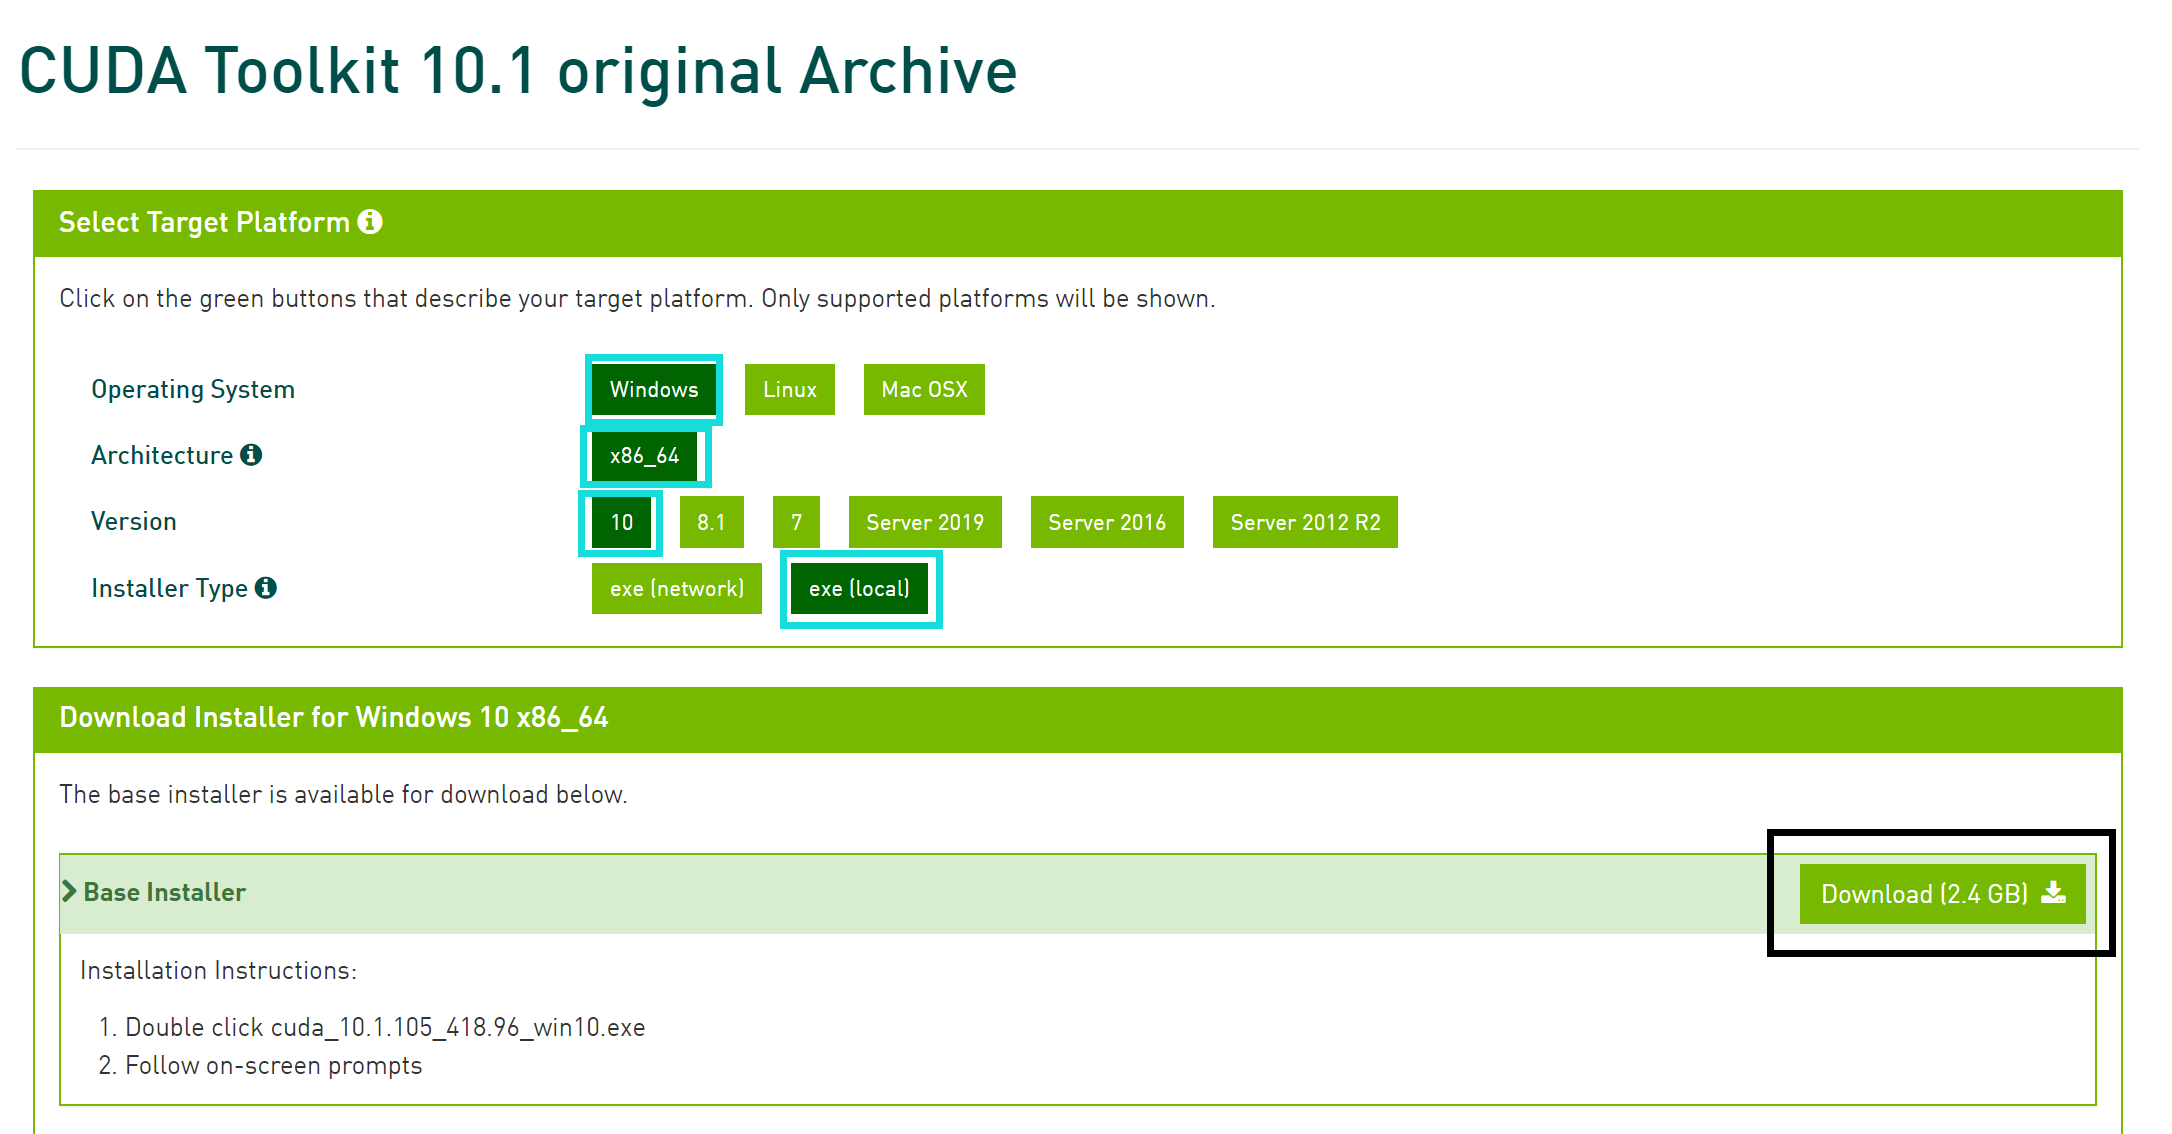 CUDA Toolkit 10.1 original Archive
Select Target Platform
Click on the green buttons that describe your target platform. Only supported platforms will be shown.
Operating System Windows Linux Mac OSX
Architecture x86_64
Version 10 8.1 7 Server 2019 Server 2016 Server 2012 R2
Installer Type exe (network) exe (local)
Download Installer for Windows 10 x86_64
The base installer is available for download below.
Base Installer Download (2.4 GB)
Installation Instructions:
1. Double click cuda_10.1.105_418.96_win10.exe
2. Follow on-screen prompts